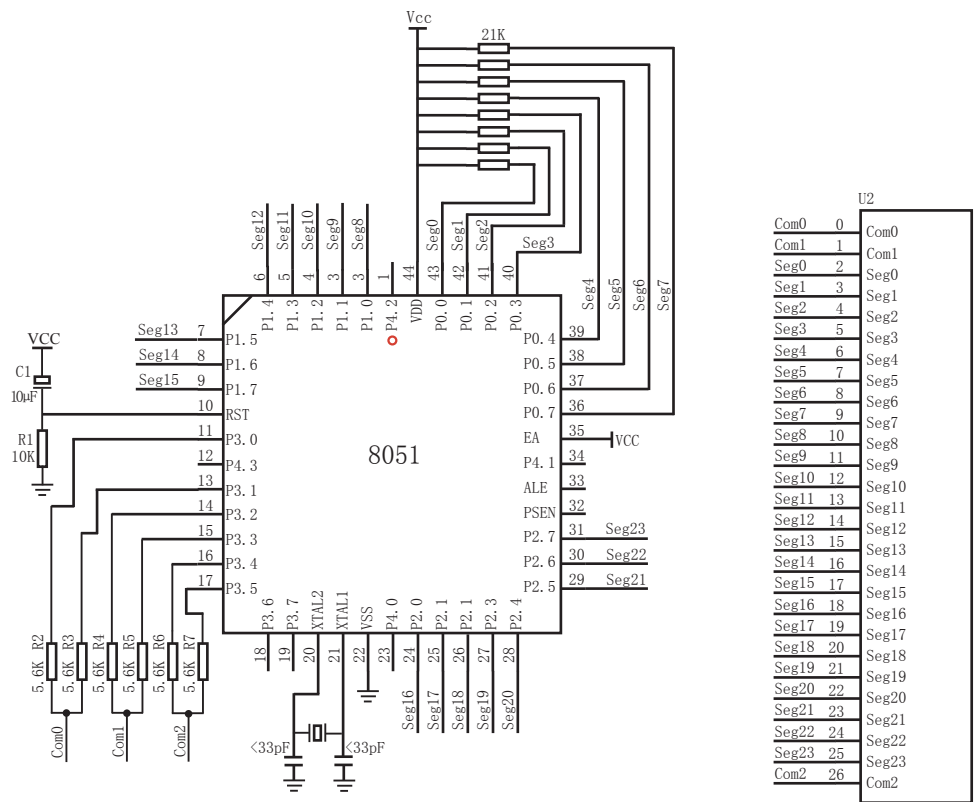 Vcc
21K
Seg12
Seg11
Seg10
Seg9
Seg8
Seg0
Seg1
Seg2
Seg3
Seg4
Seg5
Seg6
Seg7
6
5
4
3
3
1
44
43
42
41
40
P1.4
P1.3
P1.2
P1.1
P1.0
P4.2
VDD
P0.0
P0.1
P0.2
P0.3
Seg13 7 P1.5
Seg14 8 P1.6
Seg15 9 P1.7
10 RST
11 P3.0
12 P4.3
13 P3.1
14 P3.2
15 P3.3
16 P3.4
17 P3.5
VCC
C1
10μF
R1
10K
8051
P0.4 39
P0.5 38
P0.6 37
P0.7 36
EA 35 VCC
P4.1 34
ALE 33
PSEN 32
P2.7 31 Seg23
P2.6 30 Seg22
P2.5 29 Seg21
P3.6
P3.7
XTAL2
XTAL1
VSS
P4.0
P2.0
P2.1
P2.1
P2.3
P2.4
18
19
20
21
22
23
24
25
26
27
28
Seg16
Seg17
Seg18
Seg19
Seg20
5.6K R2
5.6K R3
5.6K R4
5.6K R5
5.6K R6
5.6K R7
Com0
Com1
Com2
<33pF
<33pF
U2
Com0 0 Com0
Com1 1 Com1
Seg0 2 Seg0
Seg1 3 Seg1
Seg2 4 Seg2
Seg3 5 Seg3
Seg4 6 Seg4
Seg5 7 Seg5
Seg6 8 Seg6
Seg7 9 Seg7
Seg8 10 Seg8
Seg9 11 Seg9
Seg10 12 Seg10
Seg11 13 Seg11
Seg12 14 Seg12
Seg13 15 Seg13
Seg14 16 Seg14
Seg15 17 Seg15
Seg16 18 Seg16
Seg17 19 Seg17
Seg18 20 Seg18
Seg19 21 Seg19
Seg20 22 Seg20
Seg21 23 Seg21
Seg22 24 Seg22
Seg23 25 Seg23
Com2 26 Com2